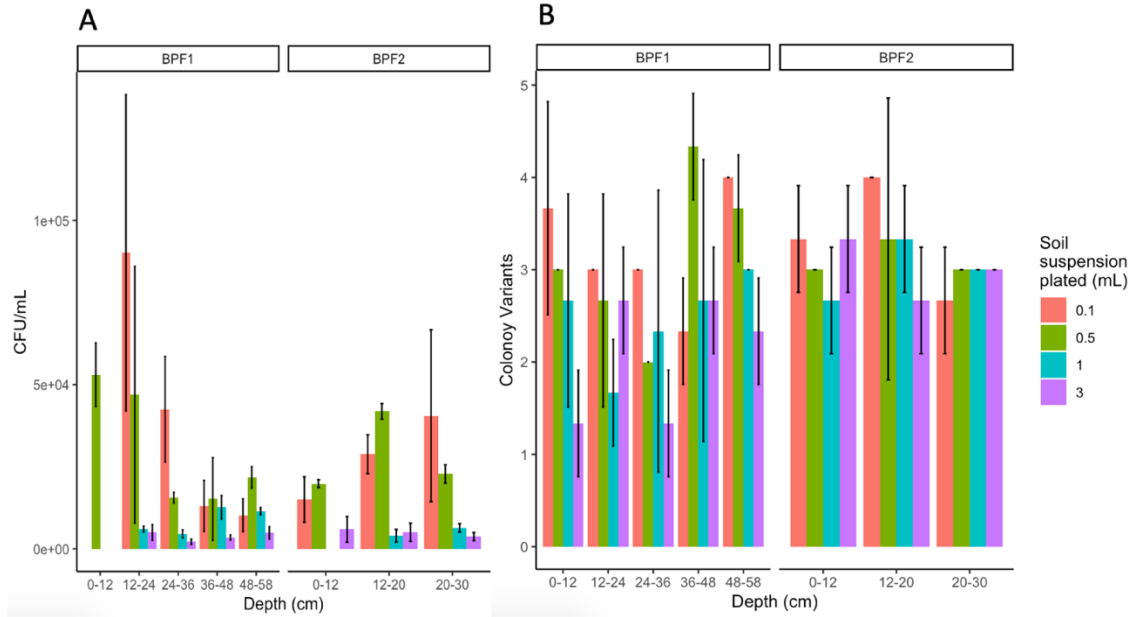 A
BPF1
BPF2
CFU/mL
1e+05
5e+04
0e+00
0-12
12-24
24-36
36-48
48-58
0-12
12-20
20-30
Depth (cm)
B
BPF1
BPF2
Colonoy Variants
5
4
3
2
1
0
0-12
12-24
24-36
36-48
48-58
0-12
12-20
20-30
Depth (cm)
Soil
suspension
plated (mL)
0.1
0.5
1
3